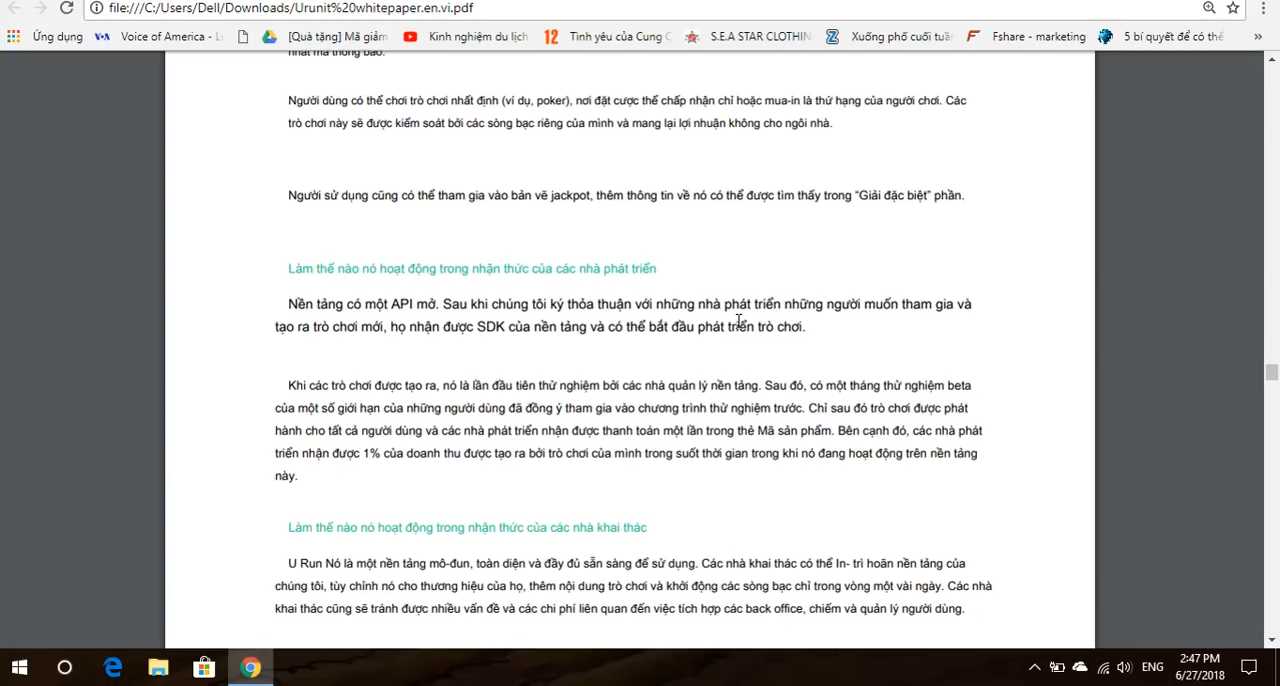 file:///C:/Users/Dell/Downloads/Urunit%20whitepaper.en.vi.pdf
Ứng dụng Voice of America - L [Quà tặng] Mã giảm Kinh nghiệm du lịch 12 Tình yêu của Cung C S.E.A STAR CLOTHIN Xuống phố cuối tuần Fshare - marketing 5 bí quyết để có thể »
nhất mà thông báo.
Người dùng có thể chơi trò chơi nhất định (ví dụ, poker), nơi đặt cược thế chấp nhận chỉ hoặc mua-in là thứ hạng của người chơi. Các
trò chơi này sẽ được kiểm soát bởi các sòng bạc riêng của mình và mang lại lợi nhuận không cho ngôi nhà.
Người sử dụng cũng có thể tham gia vào bản vẽ jackpot, thêm thông tin về nó có thể được tìm thấy trong “Giải đặc biệt” phần.
Làm thế nào nó hoạt động trong nhận thức của các nhà phát triển
Nền tảng có một API mở. Sau khi chúng tôi ký thỏa thuận với những nhà phát triển những người muốn tham gia và
tạo ra trò chơi mới, họ nhận được SDK của nền tảng và có thể bắt đầu phát triển trò chơi.
Khi các trò chơi được tạo ra, nó là lần đầu tiên thử nghiệm bởi các nhà quản lý nền tảng. Sau đó, có một tháng thử nghiệm beta
của một số giới hạn của những người dùng đã đồng ý tham gia vào chương trình thử nghiệm trước. Chỉ sau đó trò chơi được phát
hành cho tất cả người dùng và các nhà phát triển nhận được thanh toán một lần trong thẻ Mã sản phẩm. Bên cạnh đó, các nhà phát
triển nhận được 1% của doanh thu được tạo ra bởi trò chơi của mình trong suốt thời gian trong khi nó đang hoạt động trên nền tảng
này.
Làm thế nào nó hoạt động trong nhận thức của các nhà khai thác
U Run Nó là một nền tảng mô-đun, toàn diện và đầy đủ sẵn sàng để sử dụng. Các nhà khai thác có thể In- trì hoãn nền tảng của
chúng tôi, tùy chỉnh nó cho thương hiệu của họ, thêm nội dung trò chơi và khởi động các sòng bạc chỉ trong vòng một vài ngày. Các nhà
khai thác cũng sẽ tránh được nhiều vấn đề và các chi phí liên quan đến việc tích hợp các back office, chiếm và quản lý người dùng.
ENG
2:47 PM
6/27/2018